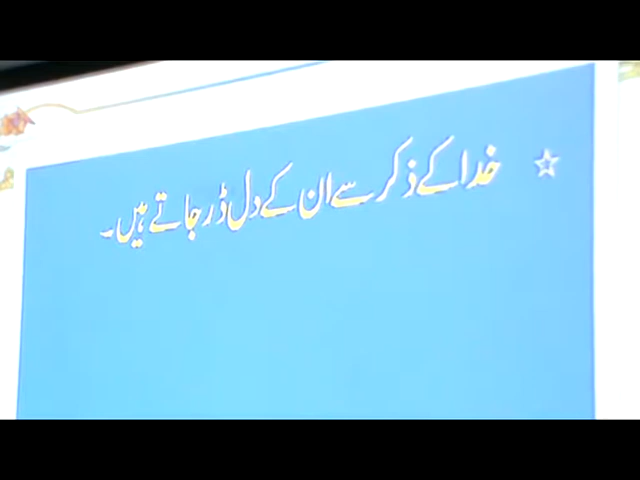 ☆ خدا کے ذکر سے ان کے دل ڈر جاتے ہیں۔